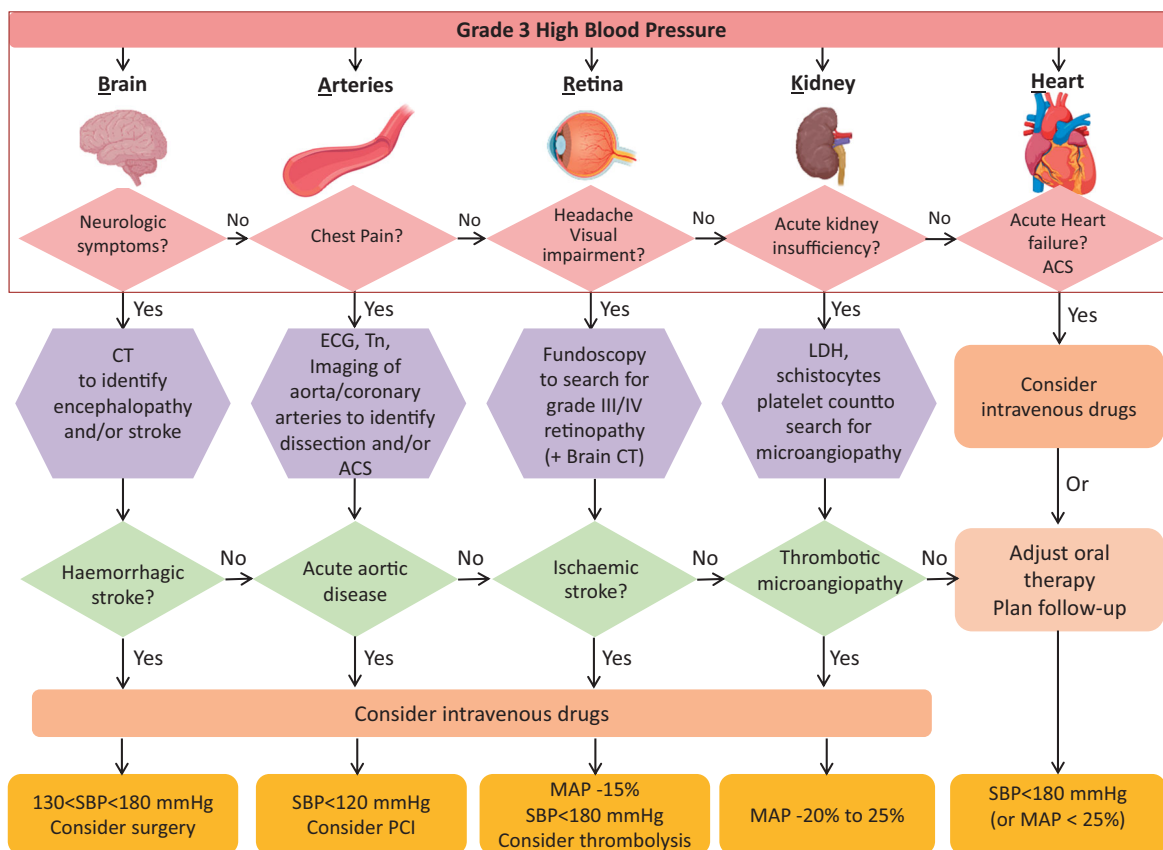 Grade 3 High Blood Pressure
Brain
Arteries
Retina
Kidney
Heart
Neurologic
symptoms?
No
Chest Pain?
No
Headache
Visual
impairment?
No
Acute kidney
insufficiency?
No
Acute Heart
failure?
ACS
Yes
Yes
Yes
Yes
Yes
CT
to identify
encephalopathy
and/or stroke
ECG, Tn,
Imaging of
aorta/coronary
arteries to identify
dissection and/or
ACS
Fundoscopy
to search for
grade III/IV
retinopathy
(+ Brain CT)
LDH,
schistocytes
platelet countto
search for
microangiopathy
Consider
intravenous drugs
Or
Haemorrhagic
stroke?
No
Acute aortic
disease
No
Ischaemic
stroke?
No
Thrombotic
microangiopathy
No
Adjust oral
therapy
Plan follow-up
Yes
Yes
Yes
Yes
Consider intravenous drugs
130<SBP<180 mmHg
Consider surgery
SBP<120 mmHg
Consider PCI
MAP -15%
SBP<180 mmHg
Consider thrombolysis
MAP -20% to 25%
SBP<180 mmHg
(or MAP < 25%)